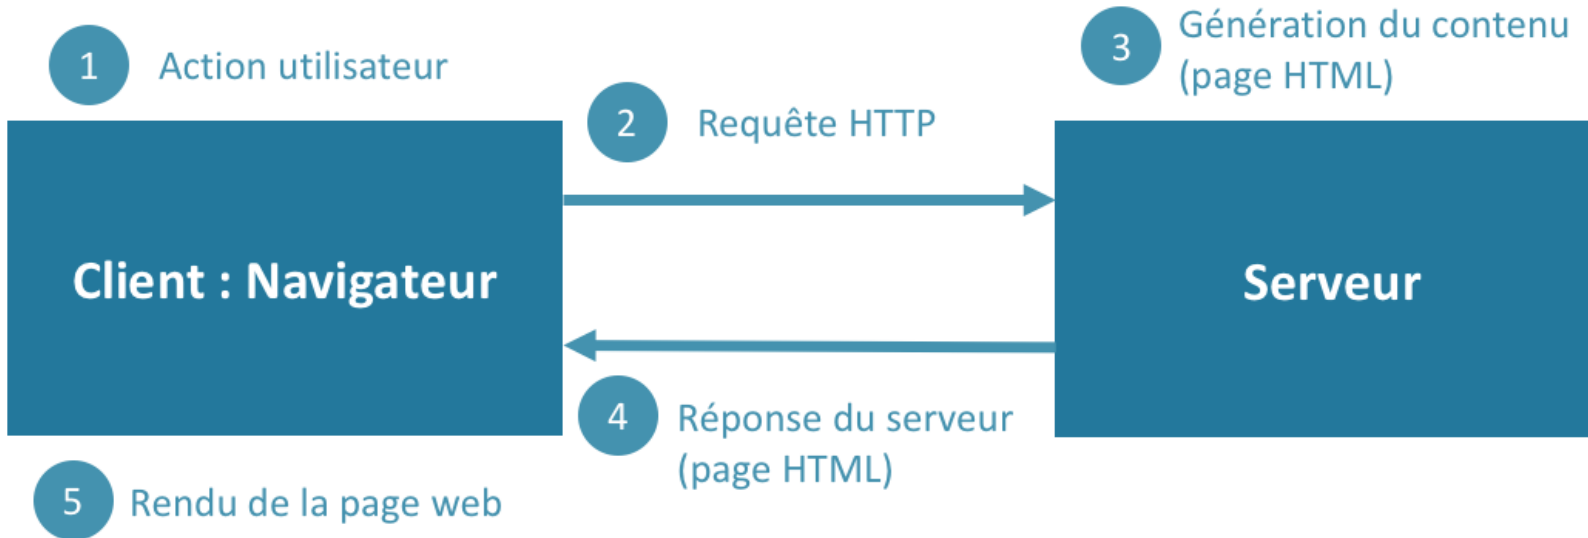 1 Action utilisateur
2 Requête HTTP
3 Génération du contenu
(page HTML)
Client : Navigateur
Serveur
4 Réponse du serveur
(page HTML)
5 Rendu de la page web